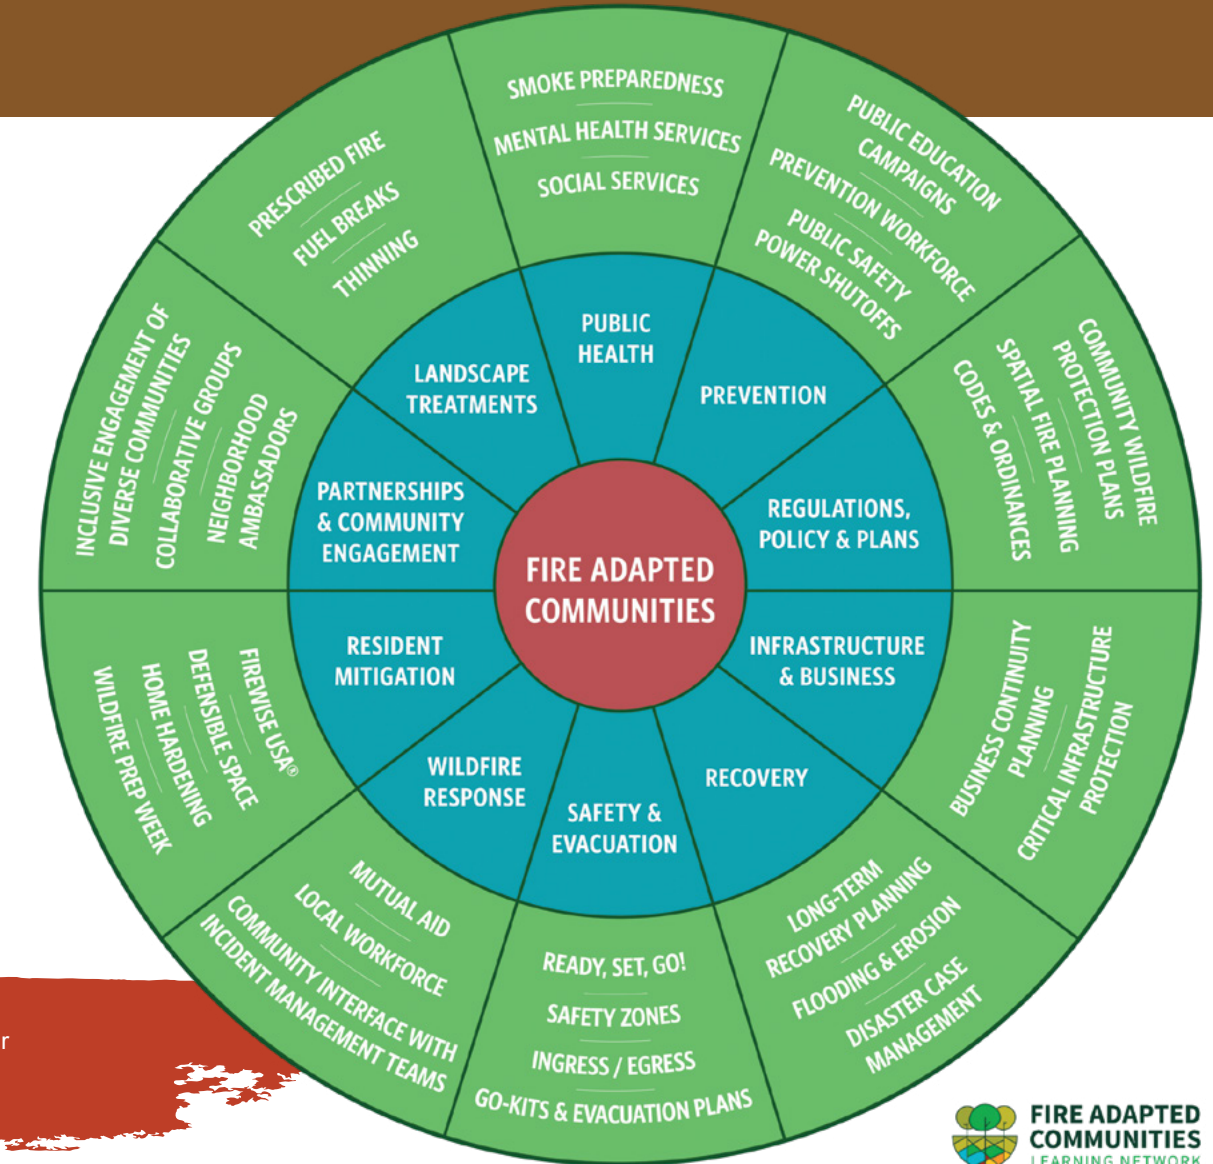 FIRE ADAPTED
COMMUNITIES
PUBLIC
HEALTH
SMOKE PREPAREDNESS
MENTAL HEALTH SERVICES
SOCIAL SERVICES
PREVENTION
PUBLIC EDUCATION
CAMPAIGNS
PREVENTION WORKFORCE
PUBLIC SAFETY
POWER SHUTOFFS
REGULATIONS,
POLICY & PLANS
COMMUNITY WILDFIRE
PROTECTION PLANS
SPATIAL FIRE PLANNING
CODES & ORDINANCES
INFRASTRUCTURE
& BUSINESS
BUSINESS CONTINUITY
PLANNING
CRITICAL INFRASTRUCTURE
PROTECTION
RECOVERY
LONG-TERM
RECOVERY PLANNING
FLOODING & EROSION
DISASTER CASE
MANAGEMENT
SAFETY &
EVACUATION
READY, SET, GO!
SAFETY ZONES
INGRESS / EGRESS
GO-KITS & EVACUATION PLANS
WILDFIRE
RESPONSE
MUTUAL AID
LOCAL WORKFORCE
COMMUNITY INTERFACE WITH
INCIDENT MANAGEMENT TEAMS
RESIDENT
MITIGATION
FIREWISE USA®
DEFENSIBLE SPACE
HOME HARDENING
WILDFIRE PREP WEEK
PARTNERSHIPS
& COMMUNITY
ENGAGEMENT
INCLUSIVE ENGAGEMENT OF
DIVERSE COMMUNITIES
COLLABORATIVE GROUPS
NEIGHBORHOOD
AMBASSADORS
LANDSCAPE
TREATMENTS
PRESCRIBED FIRE
FUEL BREAKS
THINNING
r
FIRE ADAPTED
COMMUNITIES
LEARNING NETWORK